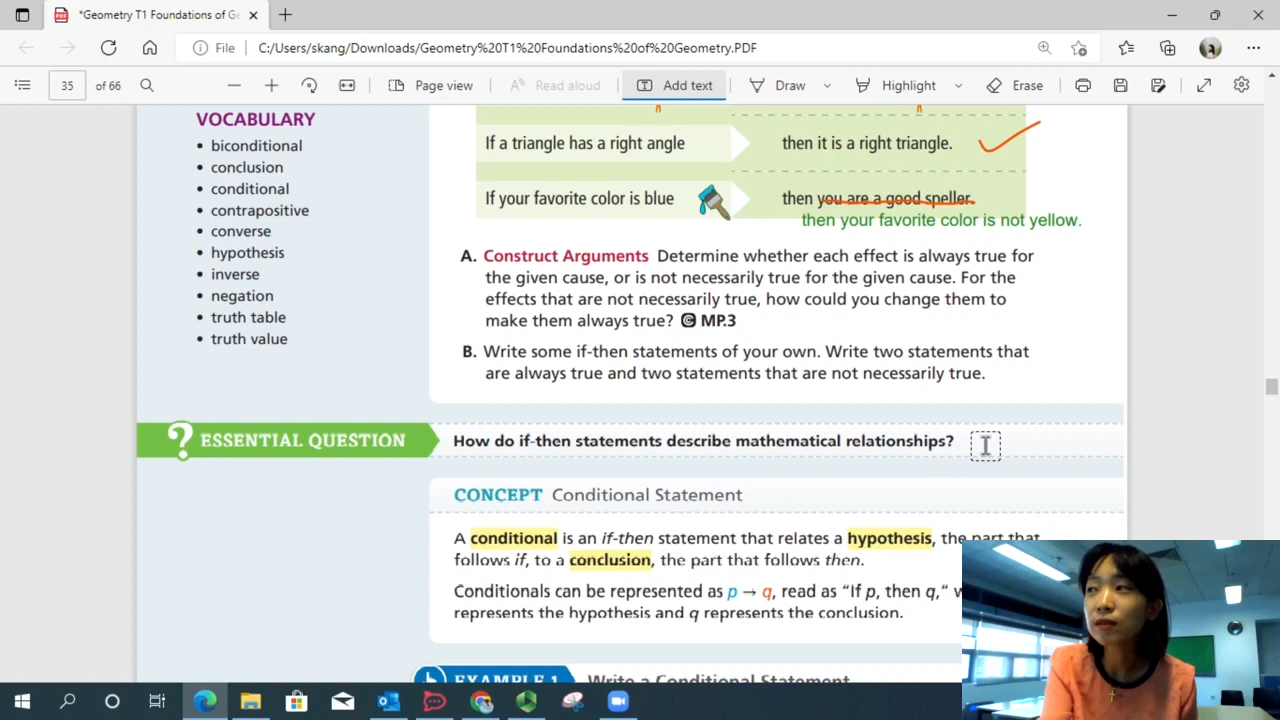 *Geometry T1 Foundations of Ge
File
C:/Users/skang/Downloads/Geometry%20T1%20Foundations%20of%20Geometry.PDF
35 of 66
Page view
Read aloud
Add text
Draw
Highlight
Erase
VOCABULARY
• biconditional
• conclusion
• conditional
• contrapositive
• converse
• hypothesis
• inverse
• negation
• truth table
• truth value
If a triangle has a right angle
then it is a right triangle.
If your favorite color is blue
then you are a good speller.
then your favorite color is not yellow.
A. Construct Arguments Determine whether each effect is always true for
the given cause, or is not necessarily true for the given cause. For the
effects that are not necessarily true, how could you change them to
make them always true? MP.3
B. Write some if-then statements of your own. Write two statements that
are always true and two statements that are not necessarily true.
? ESSENTIAL QUESTION
How do if-then statements describe mathematical relationships?
CONCEPT Conditional Statement
A conditional is an if-then statement that relates a hypothesis, the part that
follows if, to a conclusion, the part that follows then.
Conditionals can be represented as p → q, read as “If p, then q,”
represents the hypothesis and q represents the conclusion.
EXAMPLE 1 Write a Conditional Statement